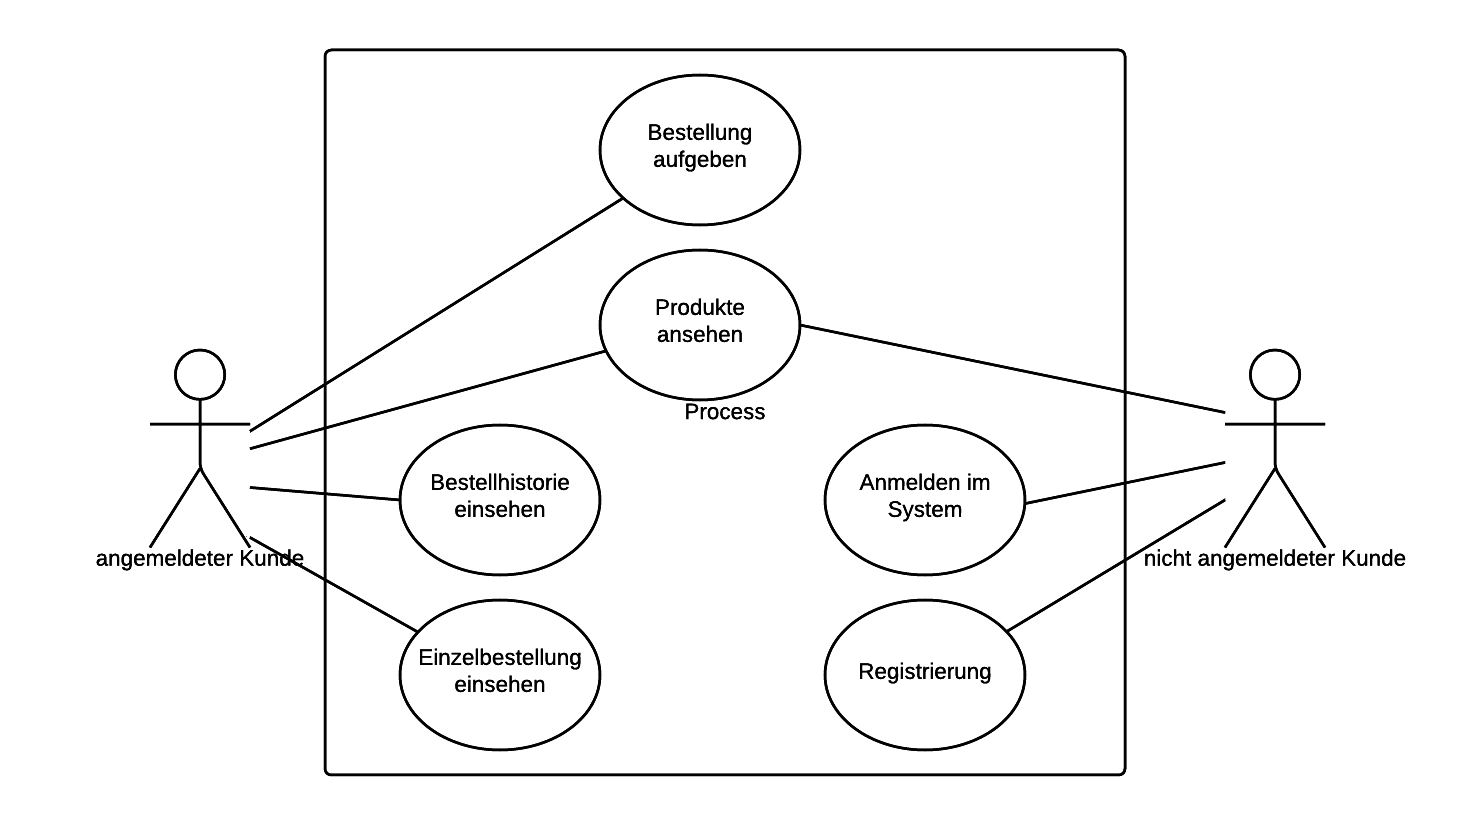 Bestellung
aufgeben
Produkte
ansehen
Process
Bestellhistorie
einsehen
Anmelden im
System
angemeldeter Kunde
nicht angemeldeter Kunde
Einzelbestellung
einsehen
Registrierung